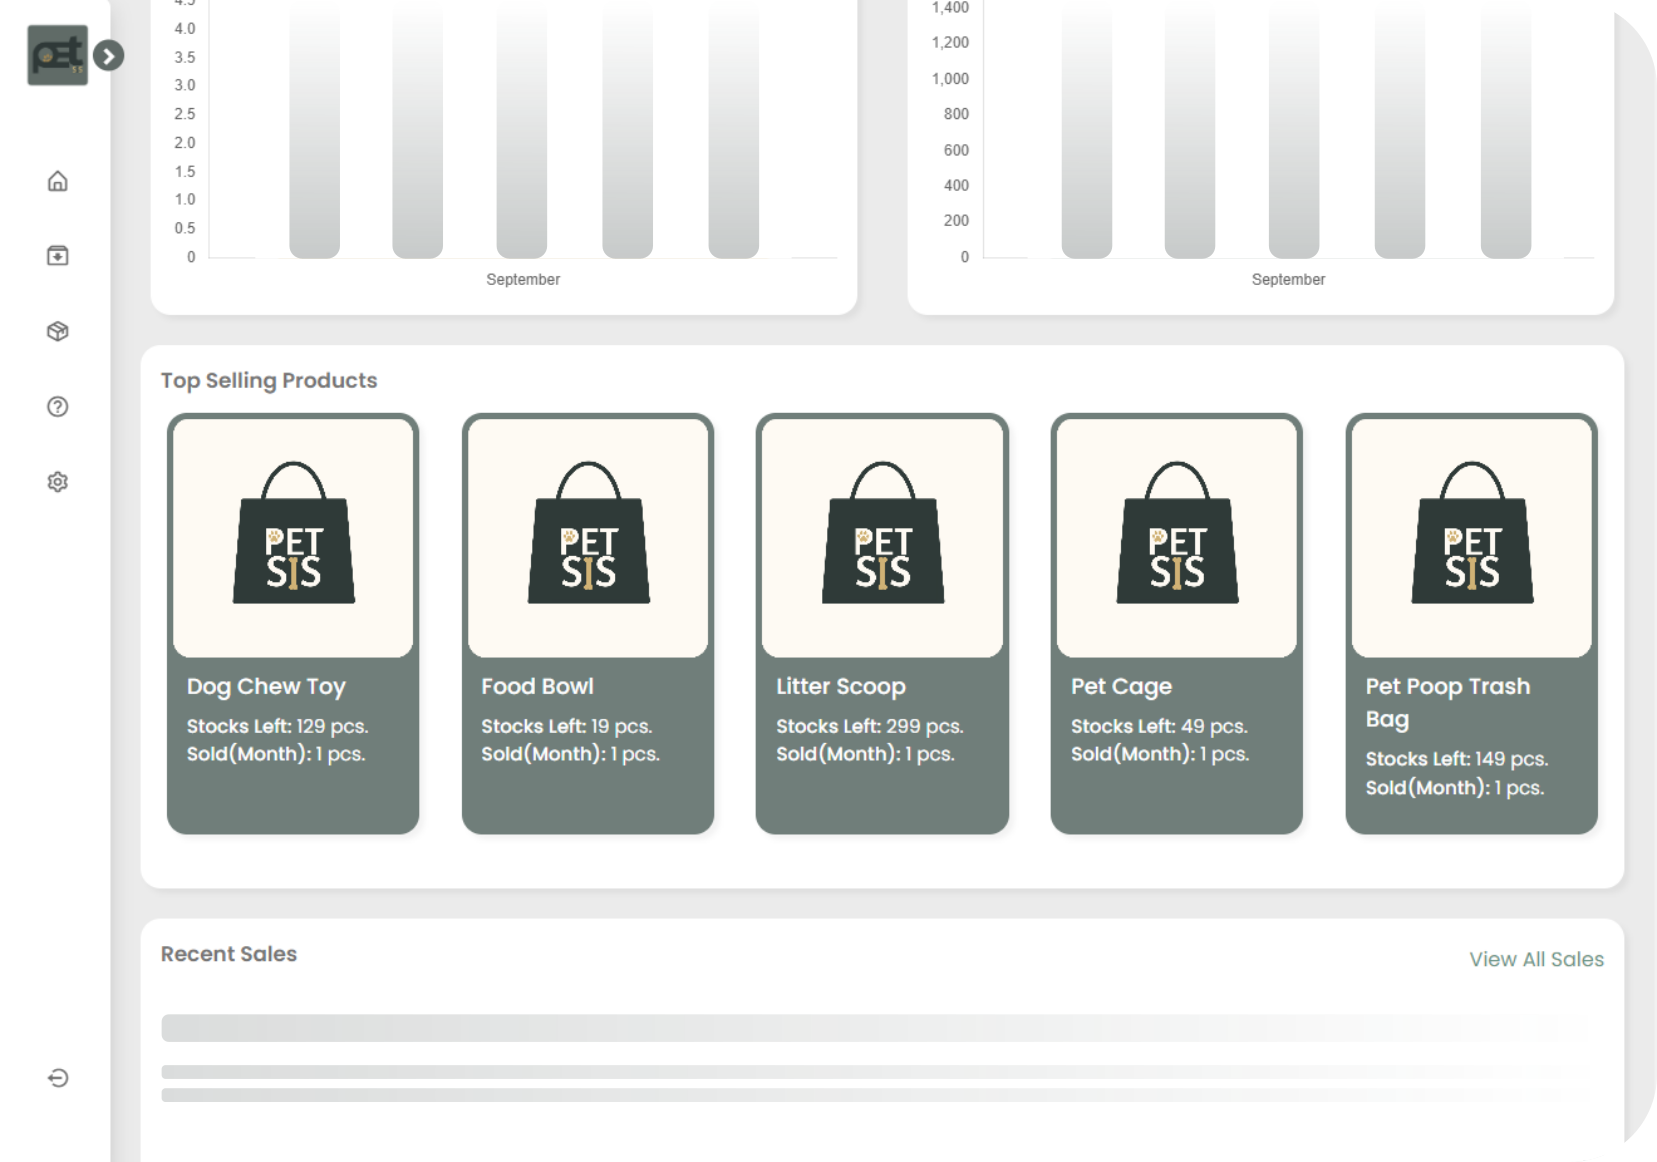 pet
4.5
4.0
3.5
3.0
2.5
2.0
1.5
1.0
0.5
0
September
1,400
1,200
1,000
800
600
400
200
0
September
Top Selling Products
PET
SIS
Dog Chew Toy
Stocks Left: 129 pcs.
Sold(Month): 1 pcs.
PET
SIS
Food Bowl
Stocks Left: 19 pcs.
Sold(Month): 1 pcs.
PET
SIS
Litter Scoop
Stocks Left: 299 pcs.
Sold(Month): 1 pcs.
PET
SIS
Pet Cage
Stocks Left: 49 pcs.
Sold(Month): 1 pcs.
PET
SIS
Pet Poop Trash
Bag
Stocks Left: 149 pcs.
Sold(Month): 1 pcs.
Recent Sales
View All Sales